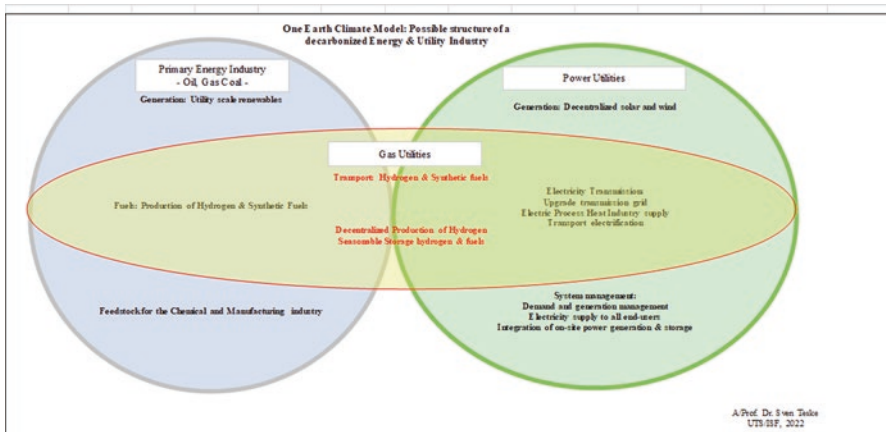 One Earth Climate Model: Possible structure of a
decarbonized Energy & Utility Industry
Primary Energy Industry
- Oil, Gas Coal -
Generation: Utility scale renewables
Power Utilities
Generation: Decentralized solar and wind
Gas Utilities
Transport: Hydrogen & Synthetic fuels
Fuels: Production of Hydrogen & Synthetic Fuels
Electricity Transmission
Upgrade transmission grid
Electric Process Heat Industry supply
Transport electrification
Decentralized Production of Hydrogen
Seasonable Storage hydrogen & fuels
Feedstock for the Chemical and Manufacturing industry
System management:
Demand and generation management
Electricity supply to all end-users
Integration of on-site power generation & storage
A/Prof. Dr. Sven Teske
UTS/ISF, 2022